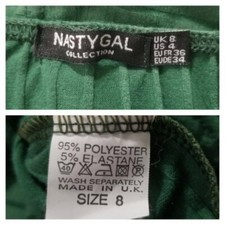 NASTYGAL
COLLECTION
UK 8
US 4
EU/FR 36
EU/DE 34
95% POLYESTER
5% ELASTANE
40
WASH SEPARATELY
MADE IN U.K.
SIZE 8